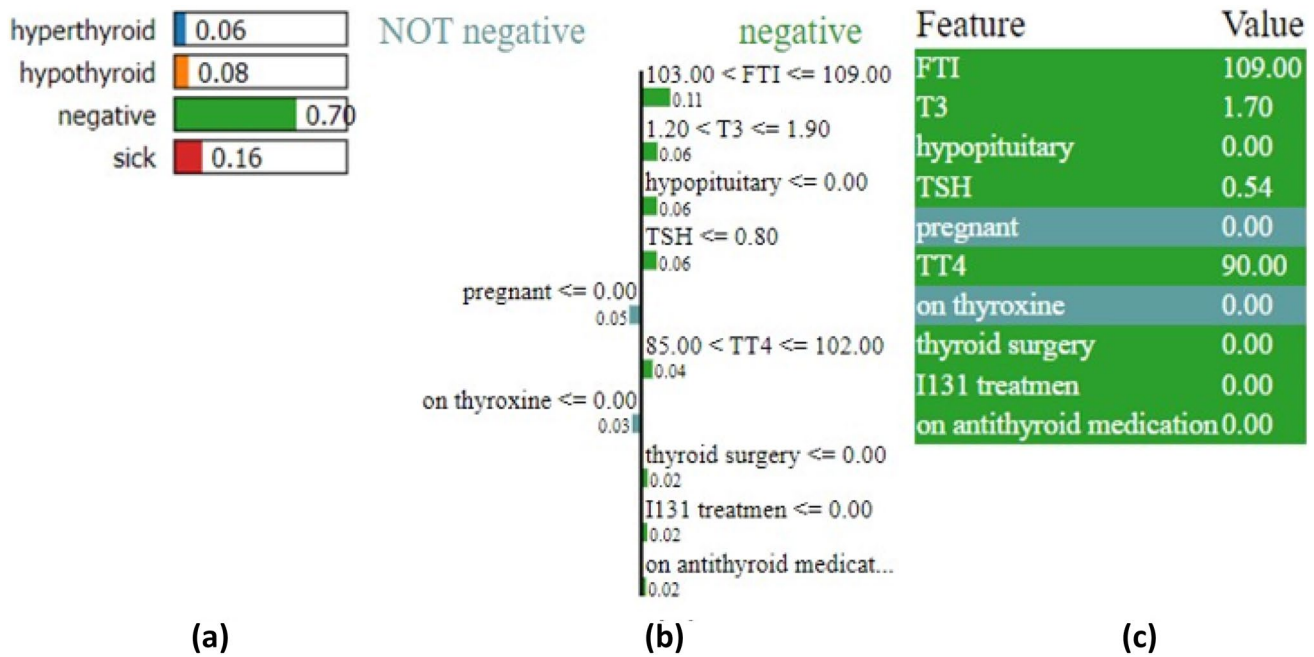 hyperthyroid 0.06
hypothyroid 0.08
negative 0.70
sick 0.16
(a)
NOT negative negative
103.00 < FTI <= 109.00
0.11
1.20 < T3 <= 1.90
0.06
hypopituitary <= 0.00
0.06
TSH <= 0.80
0.06
pregnant <= 0.00
0.05
85.00 < TT4 <= 102.00
0.04
on thyroxine <= 0.00
0.03
thyroid surgery <= 0.00
0.02
I131 treatmen <= 0.00
0.02
on antithyroid medicat...
0.02
(b)
Feature Value
FTI 109.00
T3 1.70
hypopituitary 0.00
TSH 0.54
pregnant 0.00
TT4 90.00
on thyroxine 0.00
thyroid surgery 0.00
I131 treatmen 0.00
on antithyroid medication 0.00
(c)